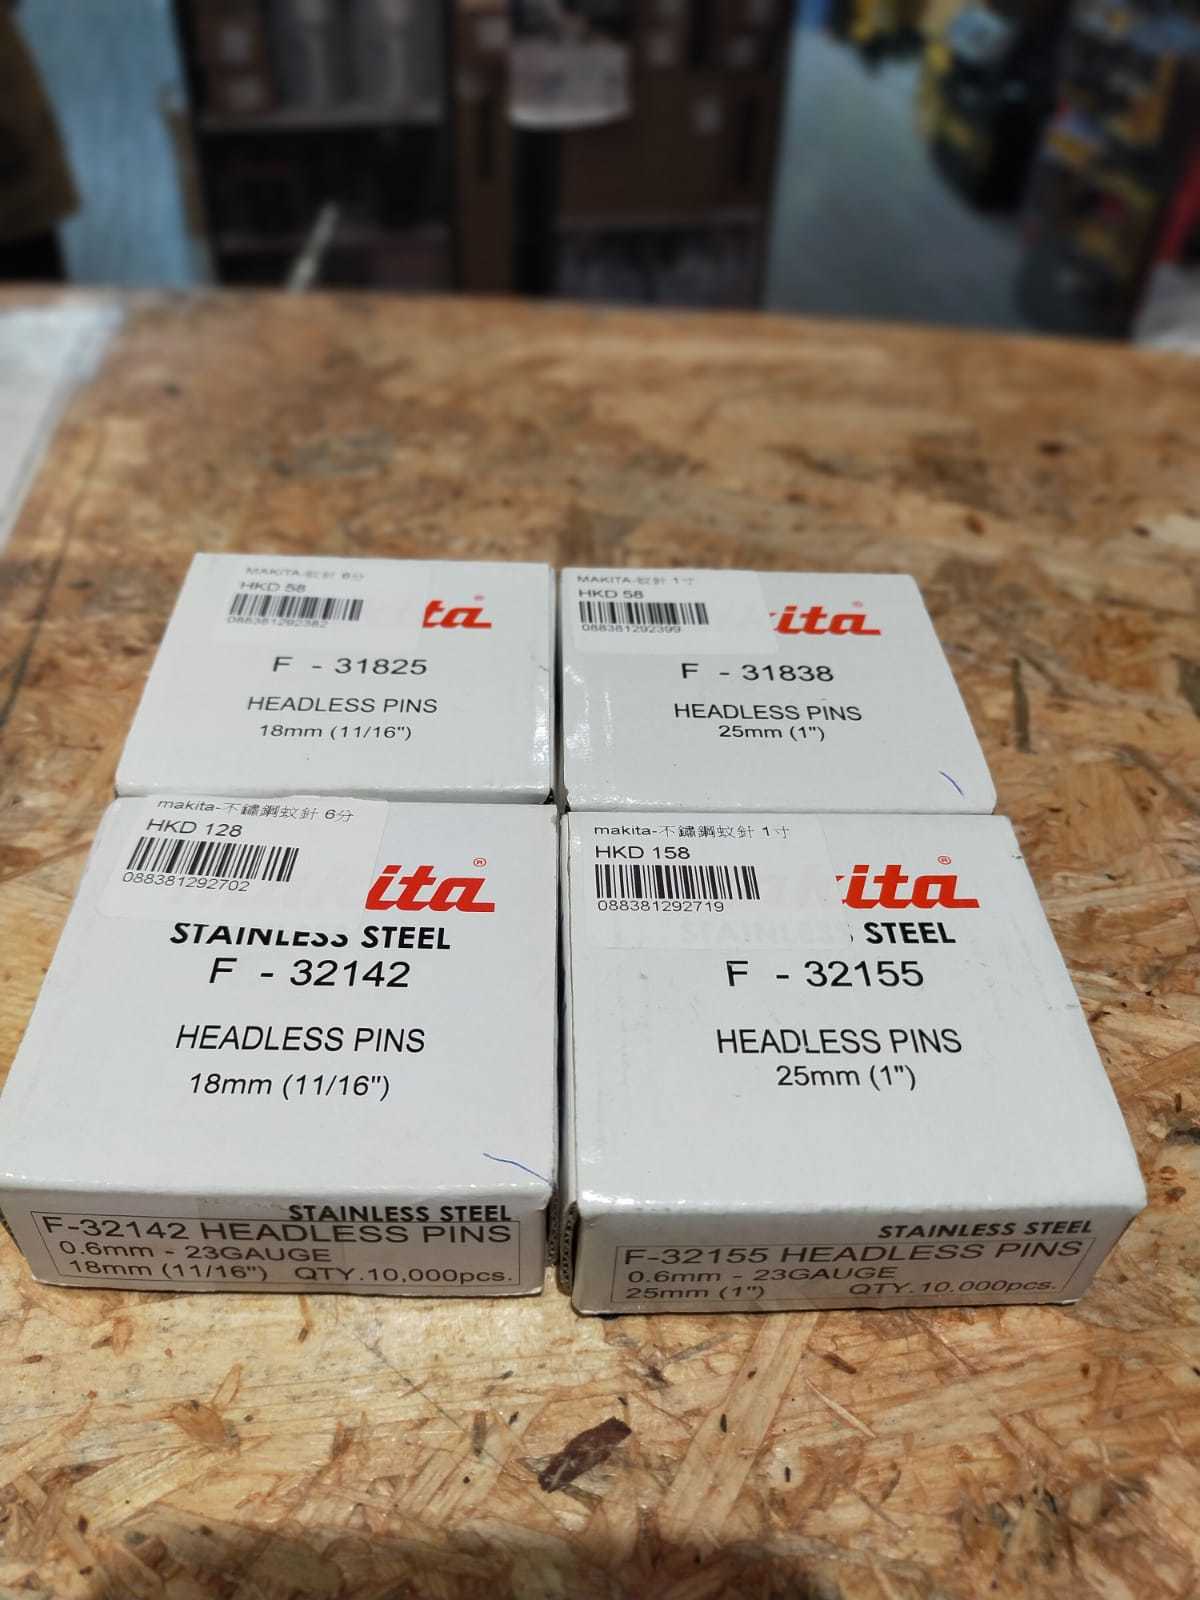 MAKITA-蚊針 6分
HKD 58
088381292382
ta®
F - 31825
HEADLESS PINS
18mm (11/16")
MAKITA-蚊針 1寸
HKD 58
088381292399
kita®
F - 31838
HEADLESS PINS
25mm (1")
makita-不鏽鋼蚊針 6分
HKD 128
088381292702
ita®
STAINLESS STEEL
F - 32142
HEADLESS PINS
18mm (11/16")
STAINLESS STEEL
F-32142 HEADLESS PINS
0.6mm - 23GAUGE
18mm (11/16") QTY.10,000pcs.
makita-不鏽鋼蚊針 1寸
HKD 158
088381292719
kita®
STAINLESS STEEL
F - 32155
HEADLESS PINS
25mm (1")
STAINLESS STEEL
F-32155 HEADLESS PINS
0.6mm - 23GAUGE
25mm (1") QTY.10,000pcs.